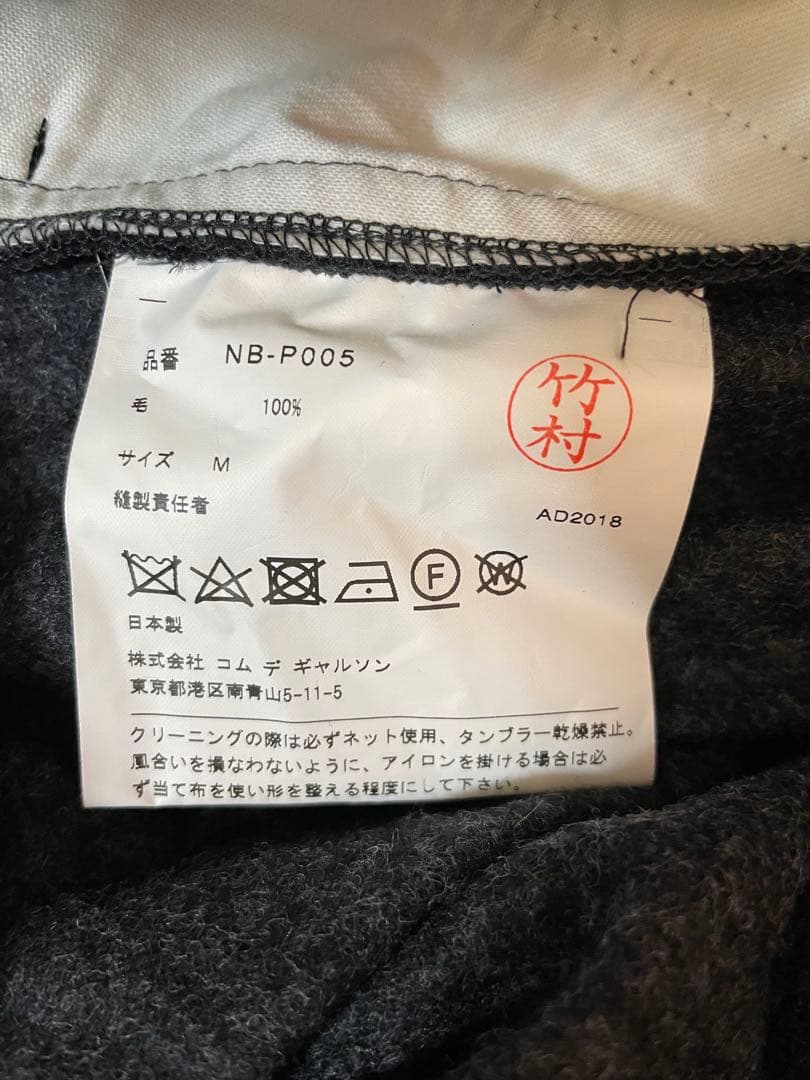 品番 NB-P005
毛 100%
サイズ M
縫製責任者
竹
村
AD2018
F
W
日本製
株式会社 コム デ ギャルソン
東京都港区南青山5-11-5
クリーニングの際は必ずネット使用、タンブラー乾燥禁止。
風合いを損なわないように、アイロンを掛ける場合は必
ず当て布を使い形を整える程度にして下さい。